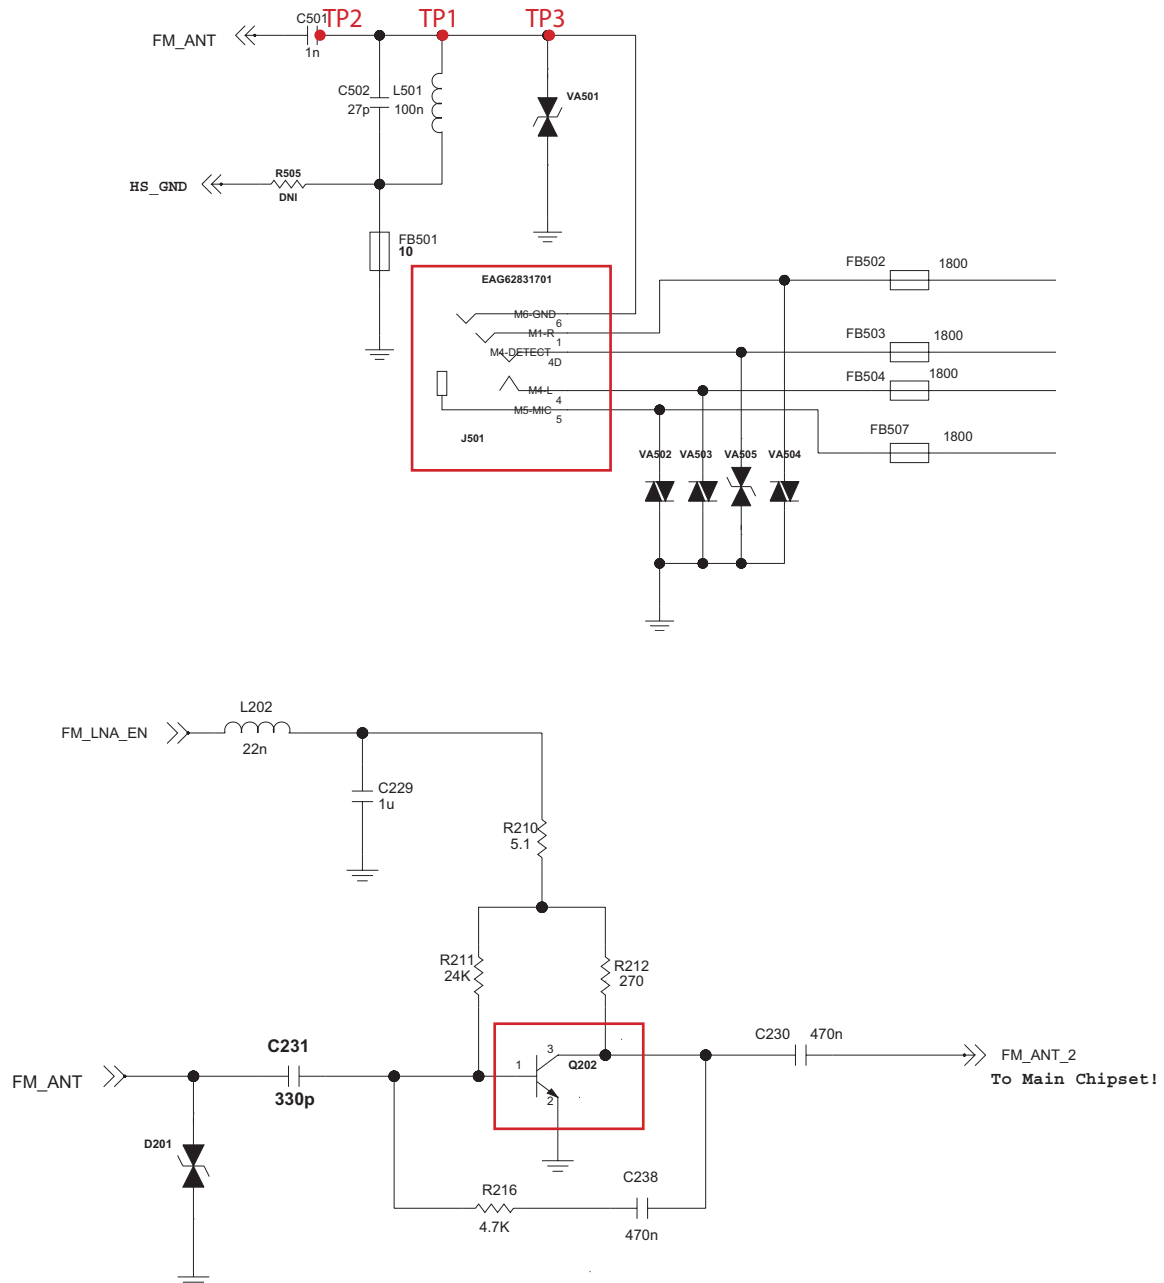 C501
TP2
TP1
TP3
FM_ANT
1n
C502
27p
L501
100n
VA501
HS_GND
R505
DNI
FB501
10
EAG62831701
M6-GND
6
M1-R
1
M4-DETECT
4D
M4-L
4
M5-MIC
5
J501
FB502
1800
FB503
1800
FB504
1800
FB507
1800
VA502
VA503
VA505
VA504
L202
FM_LNA_EN
22n
C229
1u
R210
5.1
R211
24K
R212
270
C231
330p
FM_ANT
1
3
2
Q202
C230
470n
FM_ANT_2
To Main Chipset!
D201
R216
4.7K
C238
470n